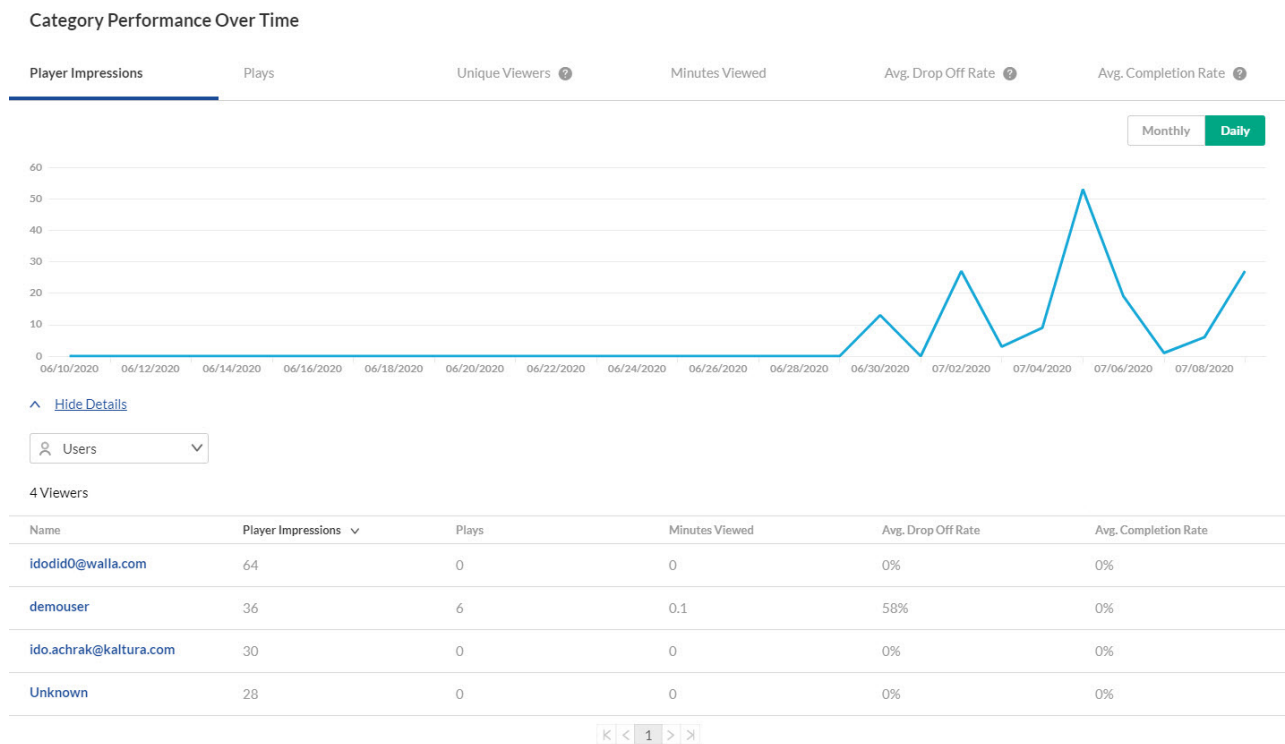 Category Performance Over Time
Player Impressions Plays Unique Viewers ? Minutes Viewed Avg. Drop Off Rate ? Avg. Completion Rate ?
Monthly Daily
60
50
40
30
20
10
0
06/10/2020 06/12/2020 06/14/2020 06/16/2020 06/18/2020 06/20/2020 06/22/2020 06/24/2020 06/26/2020 06/28/2020 06/30/2020 07/02/2020 07/04/2020 07/06/2020 07/08/2020
Hide Details
Users
4 Viewers
Name Player Impressions Plays Minutes Viewed Avg. Drop Off Rate Avg. Completion Rate
idodid0@walla.com 64 0 0 0% 0%
demouser 36 6 0.1 58% 0%
ido.achrak@kaltura.com 30 0 0 0% 0%
Unknown 28 0 0 0% 0%
1